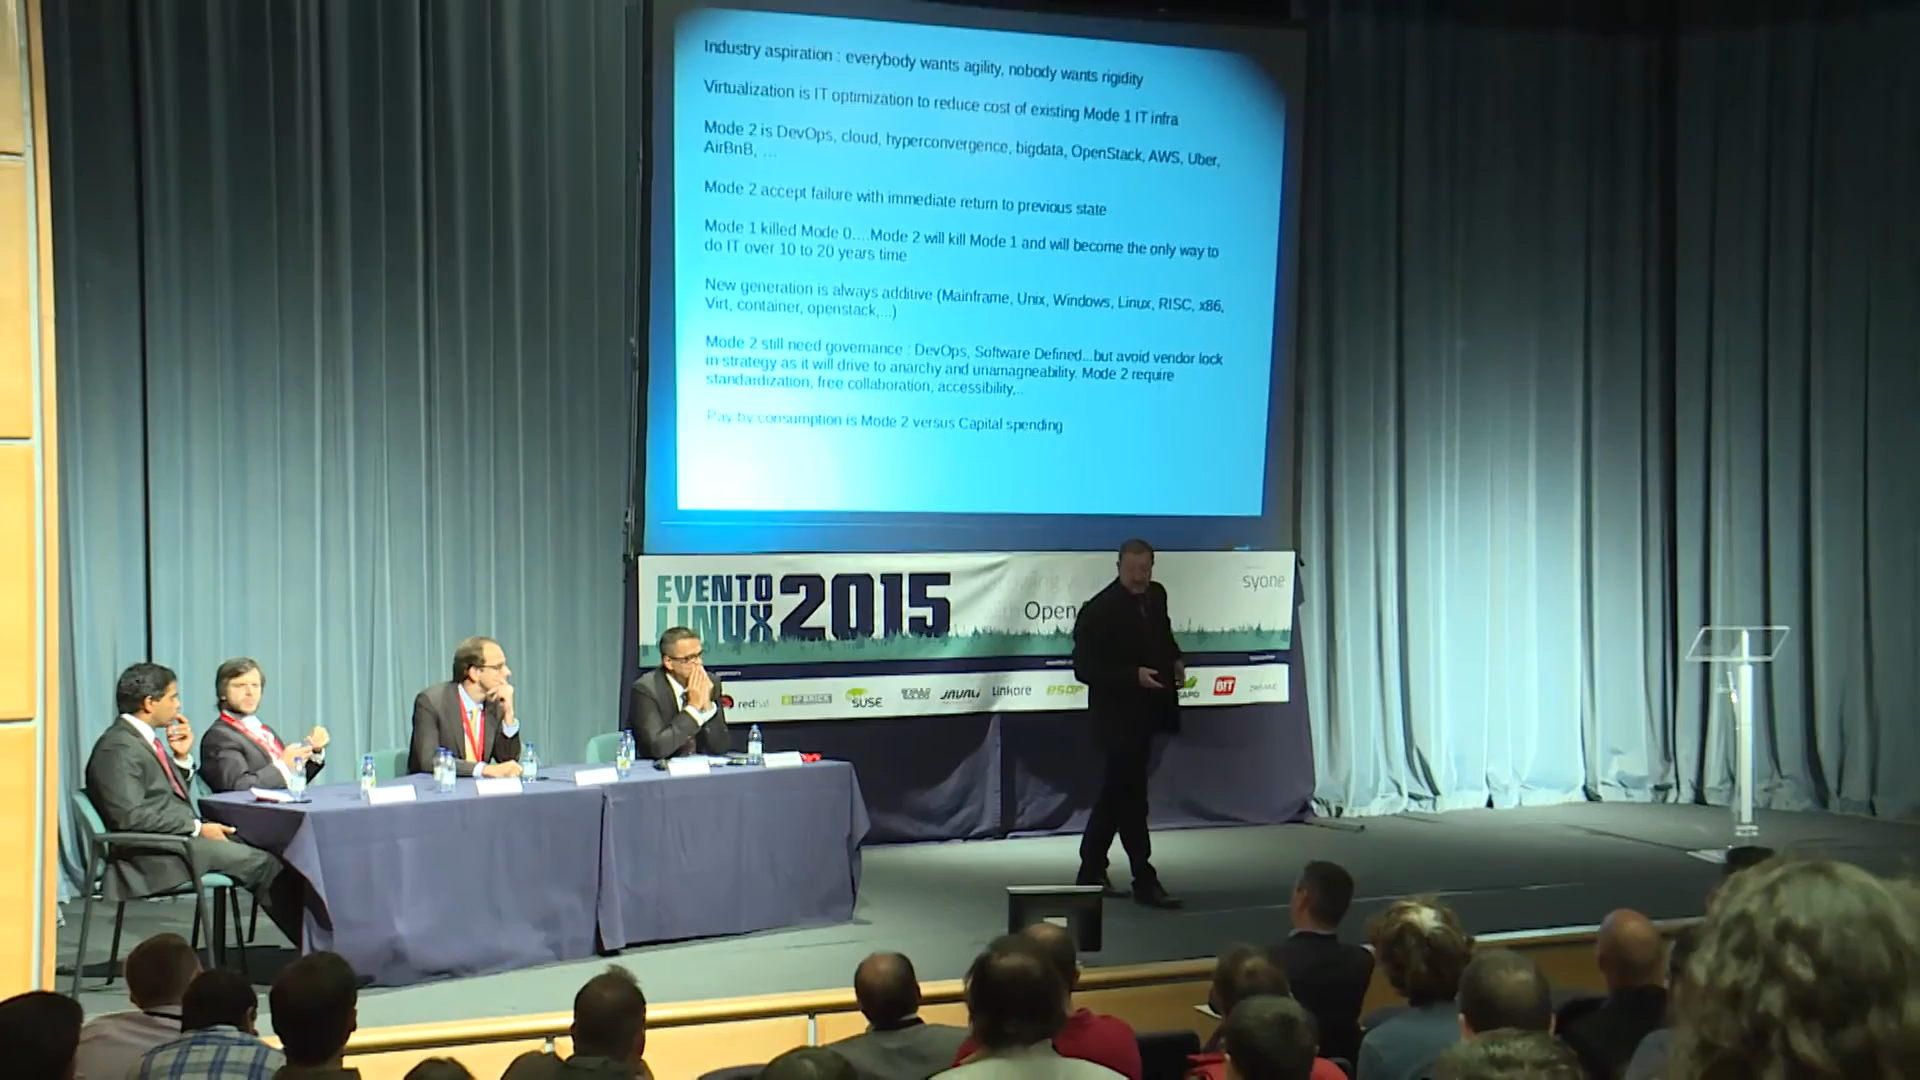 Industry aspiration : everybody wants agility, nobody wants rigidity
Virtualization is IT optimization to reduce cost of existing Mode 1 IT infra
Mode 2 is DevOps, cloud, hyperconvergence, bigdata, OpenStack, AWS, Uber,
AirBnB, ...
Mode 2 accept failure with immediate return to previous state
Mode 1 killed Mode 0....Mode 2 will kill Mode 1 and will become the only way to
do IT over 10 to 20 years time
New generation is always additive (Mainframe, Unix, Windows, Linux, RISC, x86,
Virt, container, openstack,...)
Mode 2 still need governance : DevOps, Software Defined...but avoid vendor lock
in strategy as it will drive to anarchy and unamagneability. Mode 2 require
standardization, free collaboration, accessibility,..
Pay by consumption is Mode 2 versus Capital spending
EVENTO
LINUX 2015
Open
syone
redhat
SUSE
JAVALI
Linkare
ESOP
SAPO
BIT